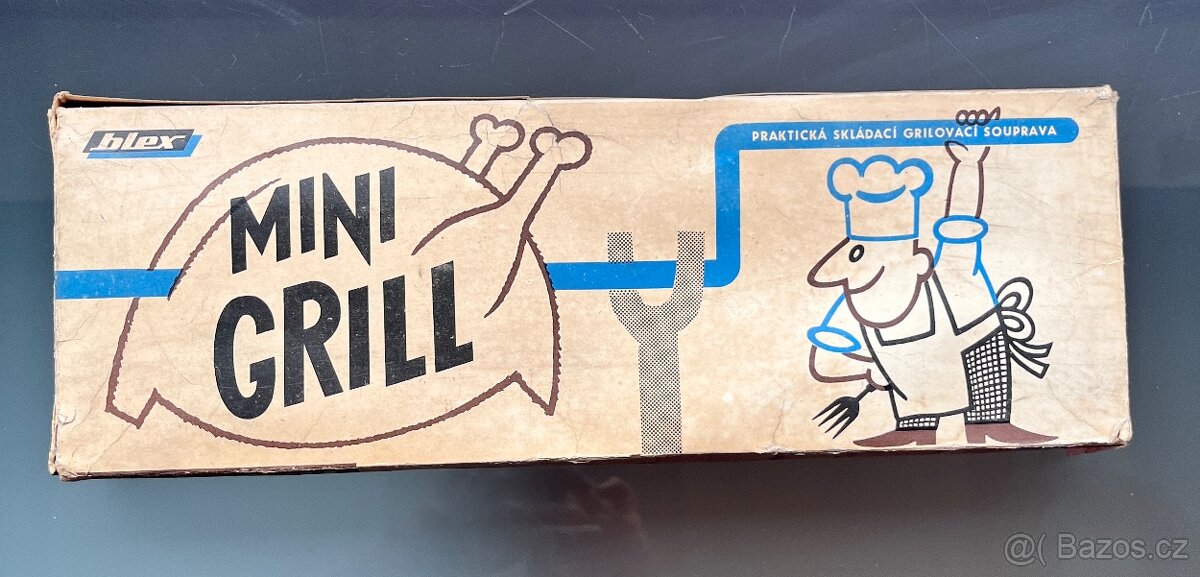 blex
PRAKTICKÁ SKLÁDACÍ GRILOVACÍ SOUPRAVA
MINI
GRILL
@( Bazos.cz